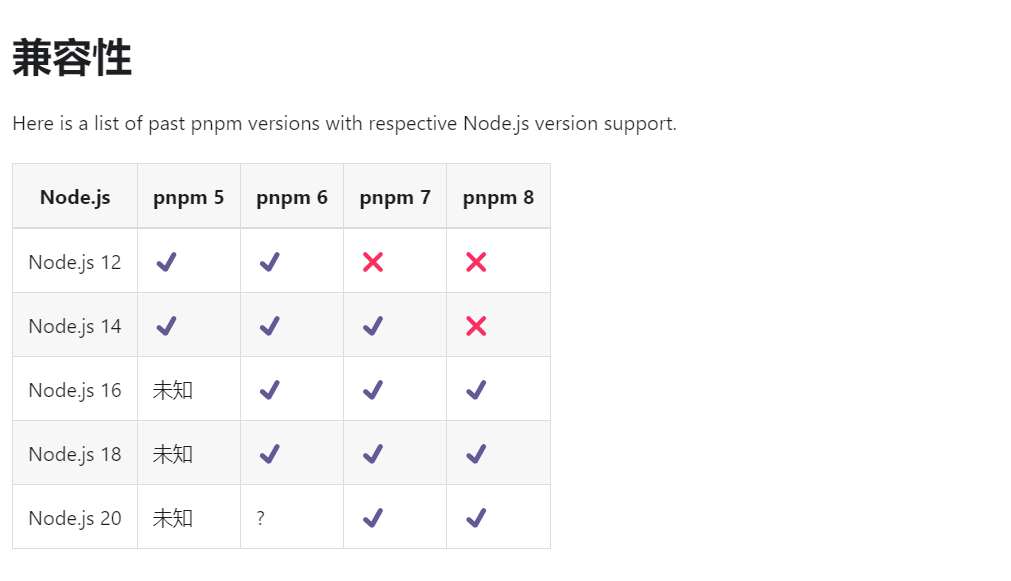 兼容性
Here is a list of past pnpm versions with respective Node.js version support.
Node.js pnpm 5 pnpm 6 pnpm 7 pnpm 8
Node.js 12 ✔ ✔ ❌ ❌
Node.js 14 ✔ ✔ ✔ ❌
Node.js 16 未知 ✔ ✔ ✔
Node.js 18 未知 ✔ ✔ ✔
Node.js 20 未知 ? ✔ ✔